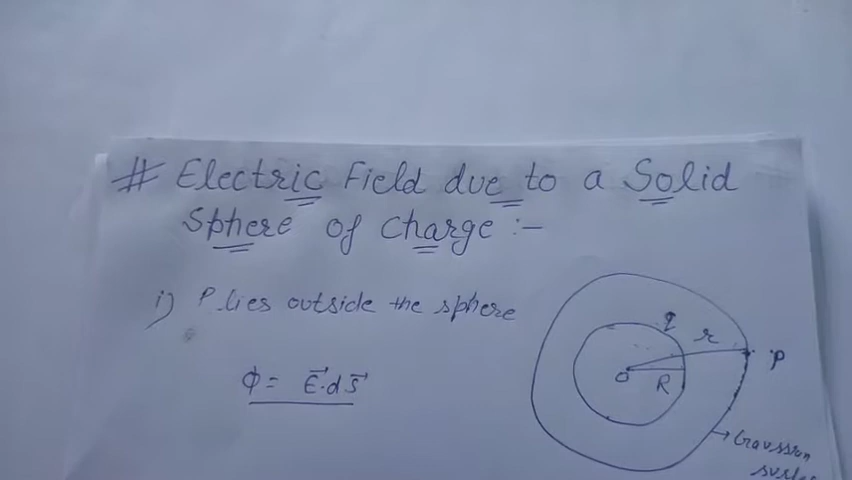 # Electric Field due to a Solid
Sphere of Charge :-
i) P lies outside the sphere
q
r
P
O
R
ϕ = E⃗.dS⃗
→ Gaussian